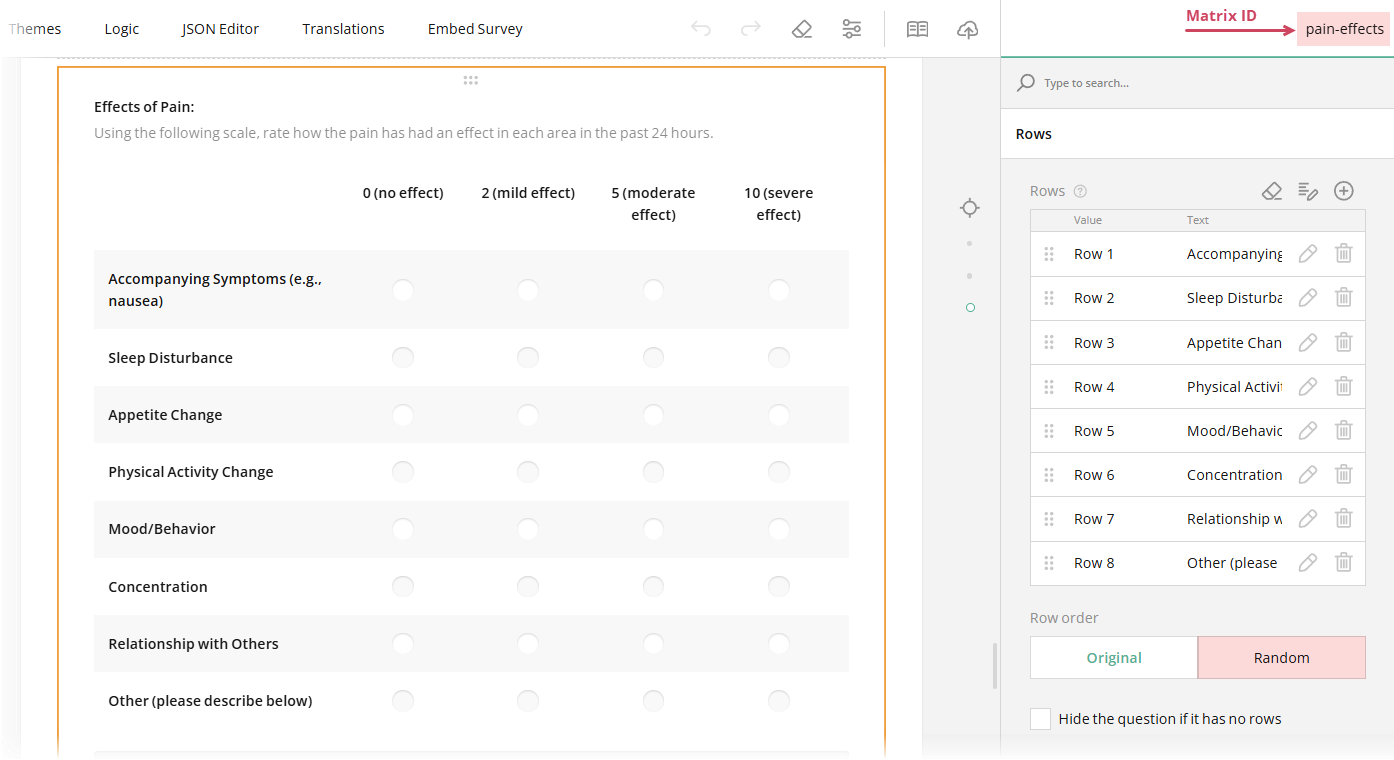 Themes Logic JSON Editor Translations Embed Survey
Matrix ID
pain-effects
Type to search...
Rows
Effects of Pain:
Using the following scale, rate how the pain has had an effect in each area in the past 24 hours.
0 (no effect) 2 (mild effect) 5 (moderate effect) 10 (severe effect)
Accompanying Symptoms (e.g.,
nausea)
Sleep Disturbance
Appetite Change
Physical Activity Change
Mood/Behavior
Concentration
Relationship with Others
Other (please describe below)
Rows ?
Value Text
Row 1 Accompanying
Row 2 Sleep Disturba
Row 3 Appetite Chan
Row 4 Physical Activit
Row 5 Mood/Behavic
Row 6 Concentration
Row 7 Relationship w
Row 8 Other (please
Row order
Original Random
Hide the question if it has no rows